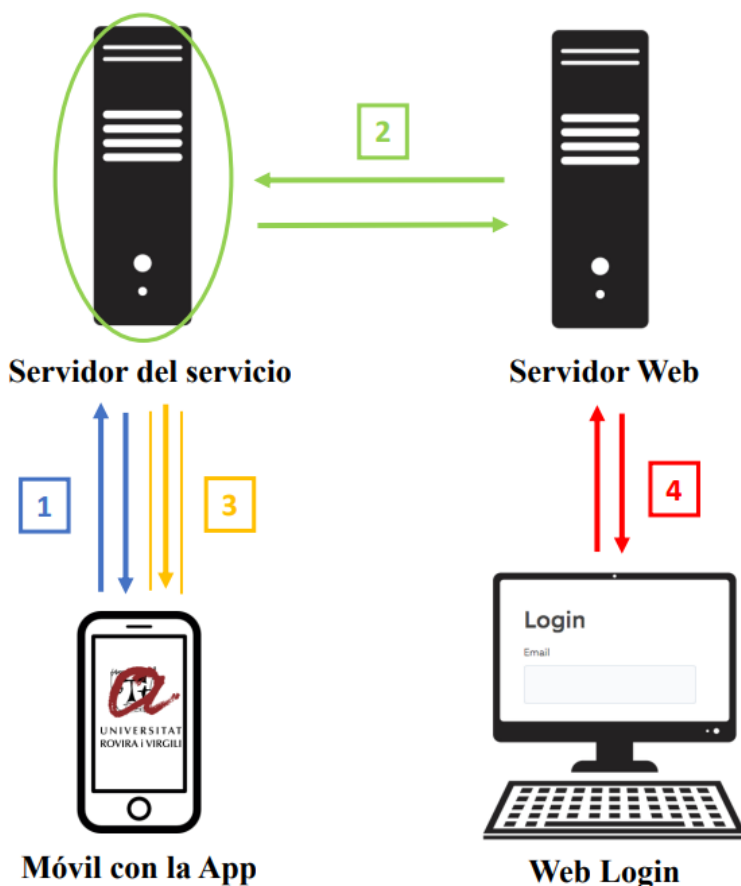 2
Servidor del servicio
Servidor Web
1
3
4
Login
Email
UNIVERSITAT
ROVIRA i VIRGILI
Móvil con la App
Web Login